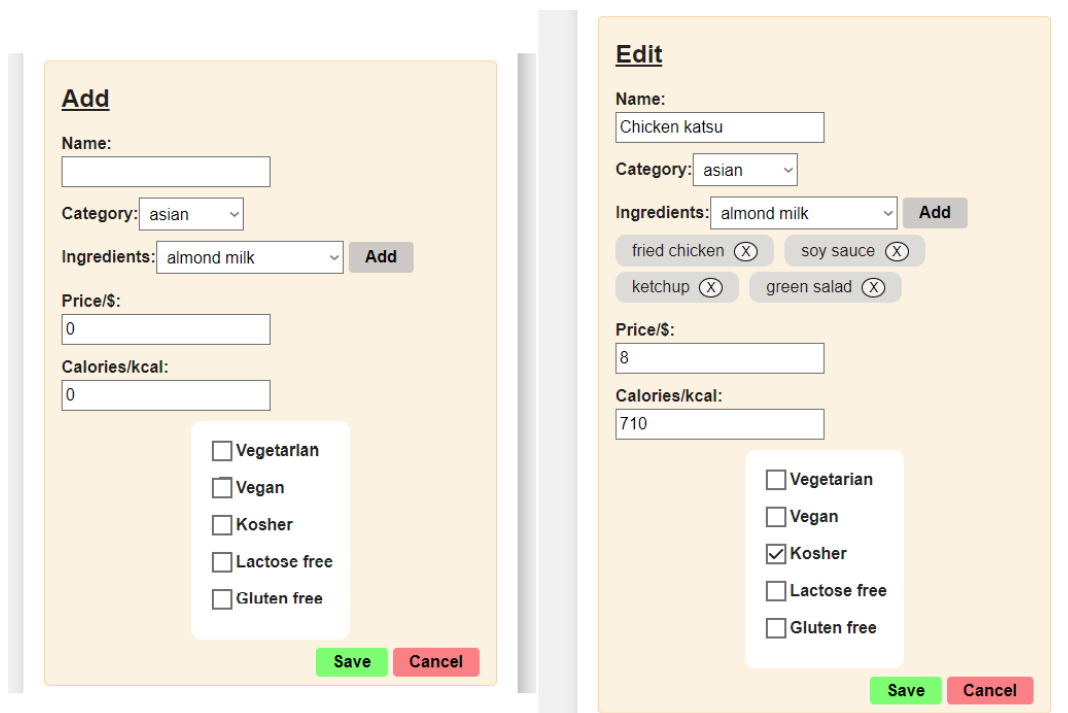 Add
Name:
Category: asian
Ingredients: almond milk Add
Price/$:
0
Calories/kcal:
0
Vegetarian
Vegan
Kosher
Lactose free
Gluten free
Save Cancel
Edit
Name:
Chicken katsu
Category: asian
Ingredients: almond milk Add
fried chicken X soy sauce X
ketchup X green salad X
Price/$:
8
Calories/kcal:
710
Vegetarian
Vegan
Kosher
Lactose free
Gluten free
Save Cancel